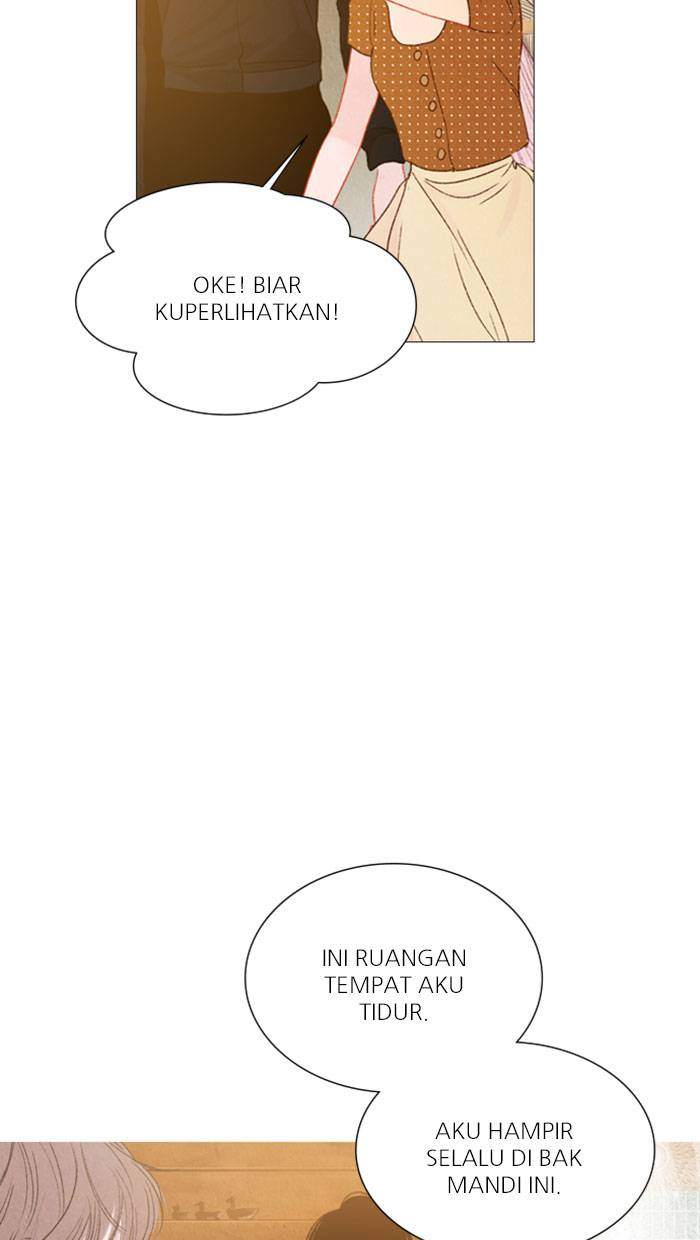 OKE! BIAR
KUPERLIHATKAN!
INI RUANGAN
TEMPAT AKU
TIDUR.
AKU HAMPIR
SELALU DI BAK
MANDI INI.